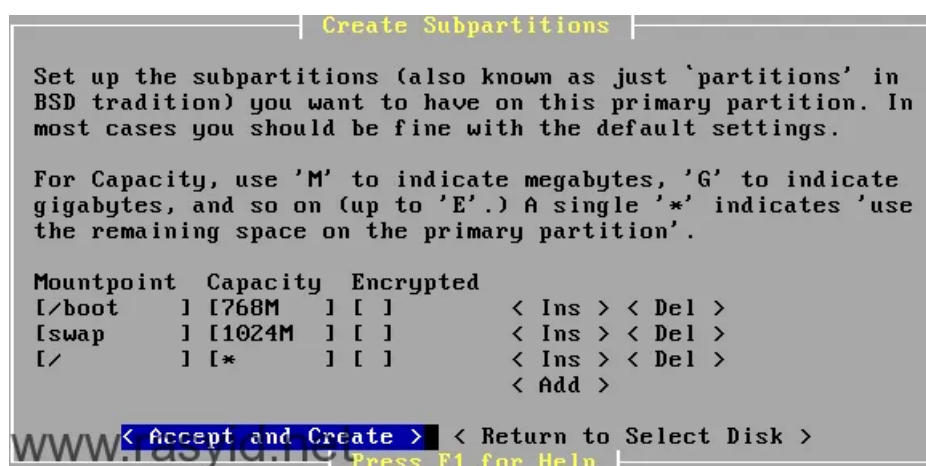 Create Subpartitions
Set up the subpartitions (also known as just `partitions' in
BSD tradition) you want to have on this primary partition. In
most cases you should be fine with the default settings.
For Capacity, use 'M' to indicate megabytes, 'G' to indicate
gigabytes, and so on (up to 'E'.) A single '*' indicates 'use
the remaining space on the primary partition'.
Mountpoint Capacity Encrypted
[/boot ] [768M ] [ ] < Ins > < Del >
[swap ] [1024M ] [ ] < Ins > < Del >
[/ ] [* ] [ ] < Ins > < Del >
< Add >
< Accept and Create > < Return to Select Disk >
www.rasyid.net
Press F1 for Help